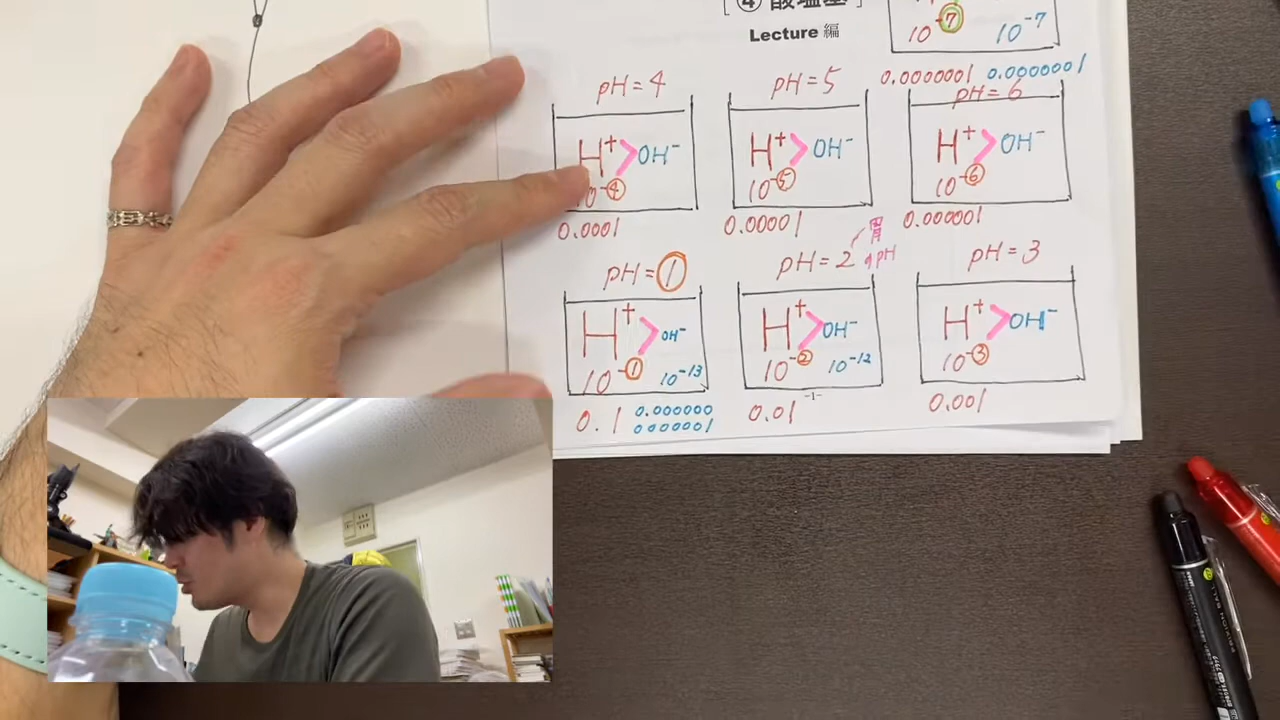 [④ 酸塩基]
Lecture 編
10⁻⁷ 10⁻⁷
0.0000001 0.0000001
pH=4 pH=5 pH=6
H⁺>OH⁻ H⁺>OH⁻ H⁺>OH⁻
10⁻④ 10⁻⑤ 10⁻⑥
0.0001 0.00001 0.000001
pH=① pH=2 胃のpH pH=3
H⁺>OH⁻ H⁺>OH⁻ H⁺>OH⁻
10⁻① 10⁻¹³ 10⁻② 10⁻¹² 10⁻③
0.1 0.000000 0.01 0.001
0000001
-1-